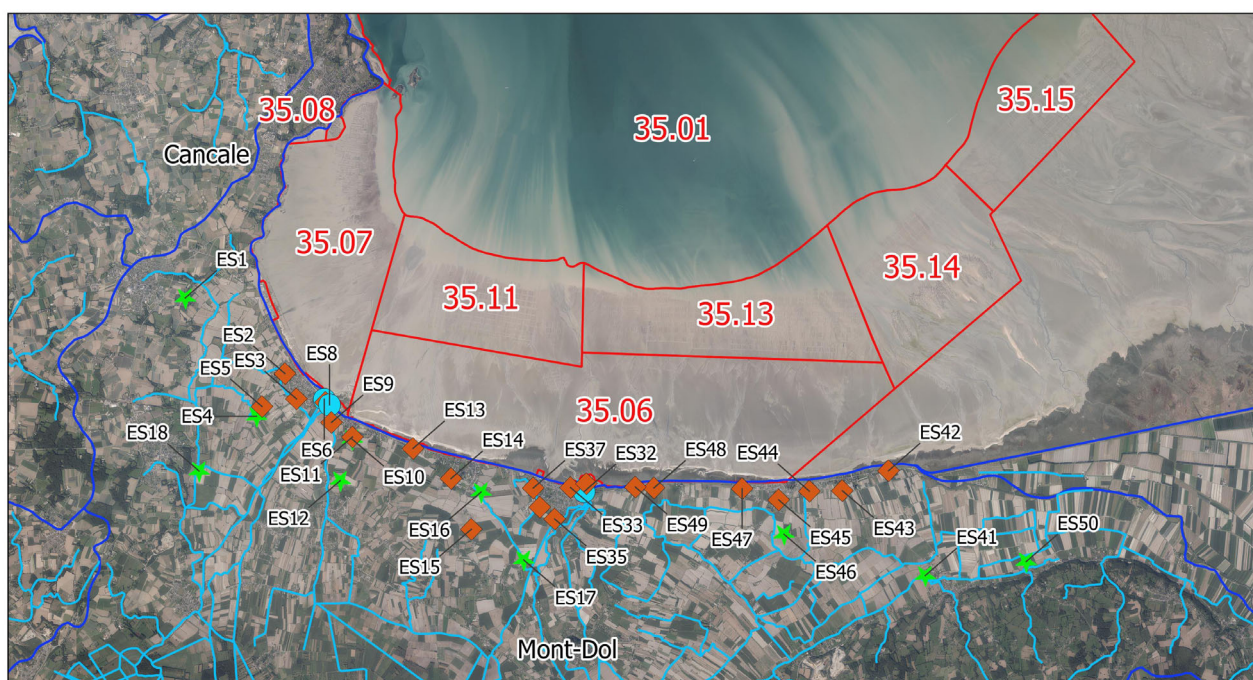 35.08
35.01
35.15
Cancale
35.07
35.14
ES1
35.11
35.13
ES2
ES8
ES3
ES9
ES5
35.06
ES4
ES13
ES18
ES14
ES37
ES32
ES48
ES44
ES42
ES6
ES11
ES10
ES12
ES16
ES33
ES49
ES47
ES45
ES43
ES15
ES35
ES46
ES41
ES50
ES17
Mont-Dol